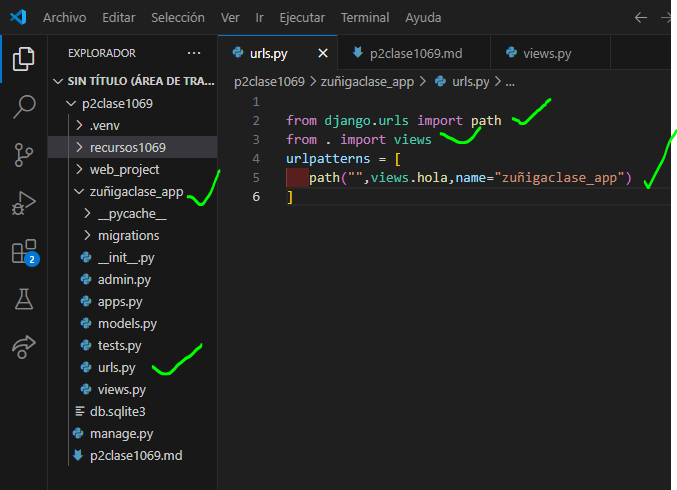 Archivo Editar Selección Ver Ir Ejecutar Terminal Ayuda
EXPLORADOR
SIN TÍTULO (ÁREA DE TRA...
p2clase1069
.venv
recursos1069
web_project
zuñigaclase_app
__pycache__
migrations
__init__.py
admin.py
apps.py
models.py
tests.py
urls.py
views.py
db.sqlite3
manage.py
p2clase1069.md
2
urls.py
p2clase1069.md
views.py
p2clase1069 > zuñigaclase_app > urls.py > ...
1
2 from django.urls import path
3 from . import views
4 urlpatterns = [
5 path("",views.hola,name="zuñigaclase_app")
6 ]